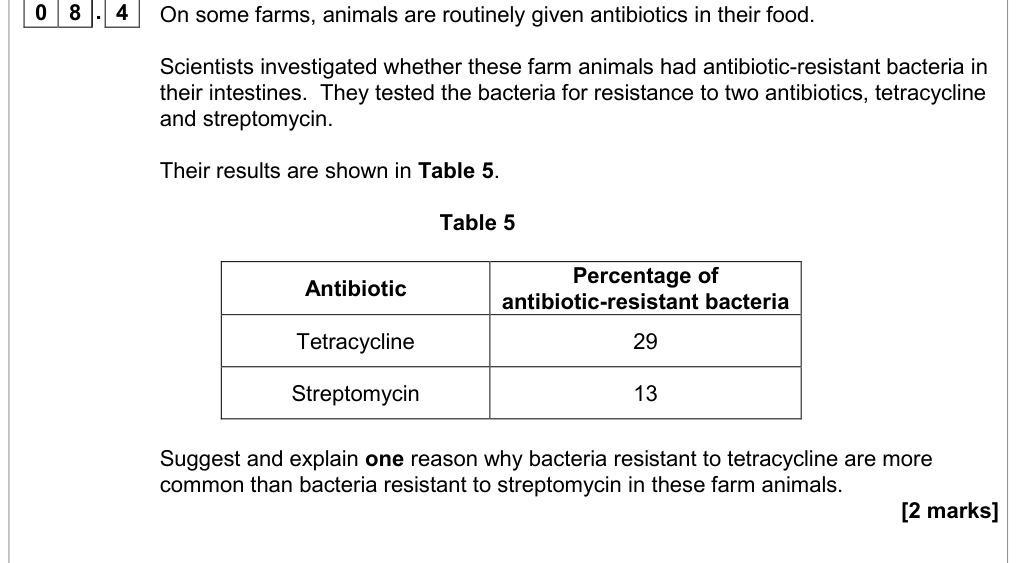 0 8 . 4 On some farms, animals are routinely given antibiotics in their food.
Scientists investigated whether these farm animals had antibiotic-resistant bacteria in
their intestines. They tested the bacteria for resistance to two antibiotics, tetracycline
and streptomycin.
Their results are shown in Table 5.
Table 5
Antibiotic Percentage of
antibiotic-resistant bacteria
Tetracycline 29
Streptomycin 13
Suggest and explain one reason why bacteria resistant to tetracycline are more
common than bacteria resistant to streptomycin in these farm animals.
[2 marks]